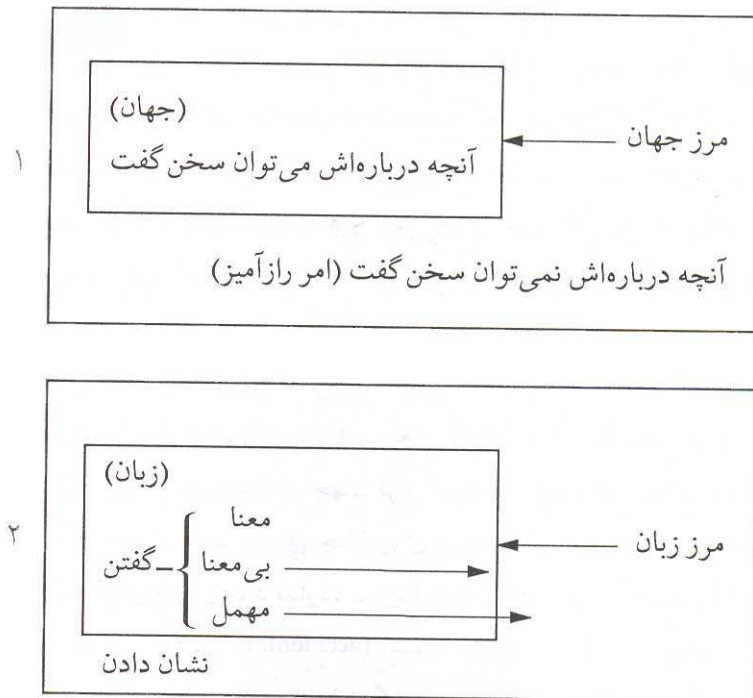 ۱
(جهان)
آنچه درباره‌اش می‌توان سخن گفت
مرز جهان
آنچه درباره‌اش نمی‌توان سخن گفت (امر رازآمیز)
۲
(زبان)
گفتن
معنا
بی‌معنا
مهمل
مرز زبان
نشان دادن